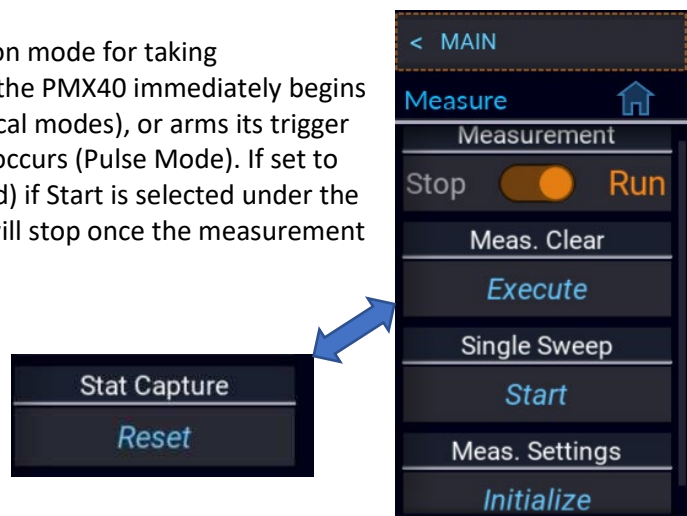 on mode for taking
the PMX40 immediately begins
cal modes), or arms its trigger
occurs (Pulse Mode). If set to
d) if Start is selected under the
will stop once the measurement
< MAIN
Measure
Measurement
Stop Run
Meas. Clear
Execute
Single Sweep
Start
Meas. Settings
Initialize
Stat Capture
Reset